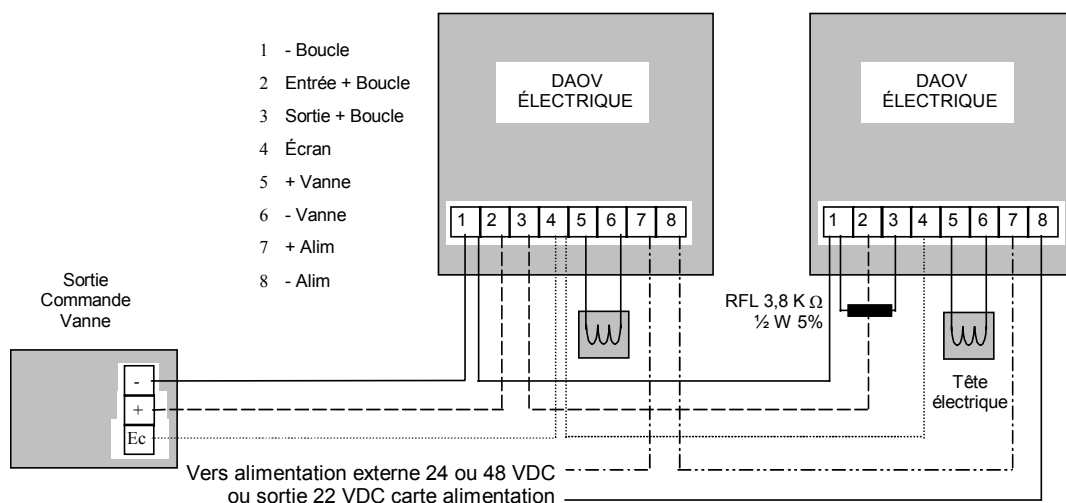 1 - Boucle
2 Entrée + Boucle
3 Sortie + Boucle
4 Écran
5 + Vanne
6 - Vanne
7 + Alim
8 - Alim
DAOV
ÉLECTRIQUE
1 2 3 4 5 6 7 8
DAOV
ÉLECTRIQUE
1 2 3 4 5 6 7 8
Sortie
Commande
Vanne
-
+
Ec
RFL 3,8 K Ω
½ W 5%
Tête
électrique
Vers alimentation externe 24 ou 48 VDC
ou sortie 22 VDC carte alimentation